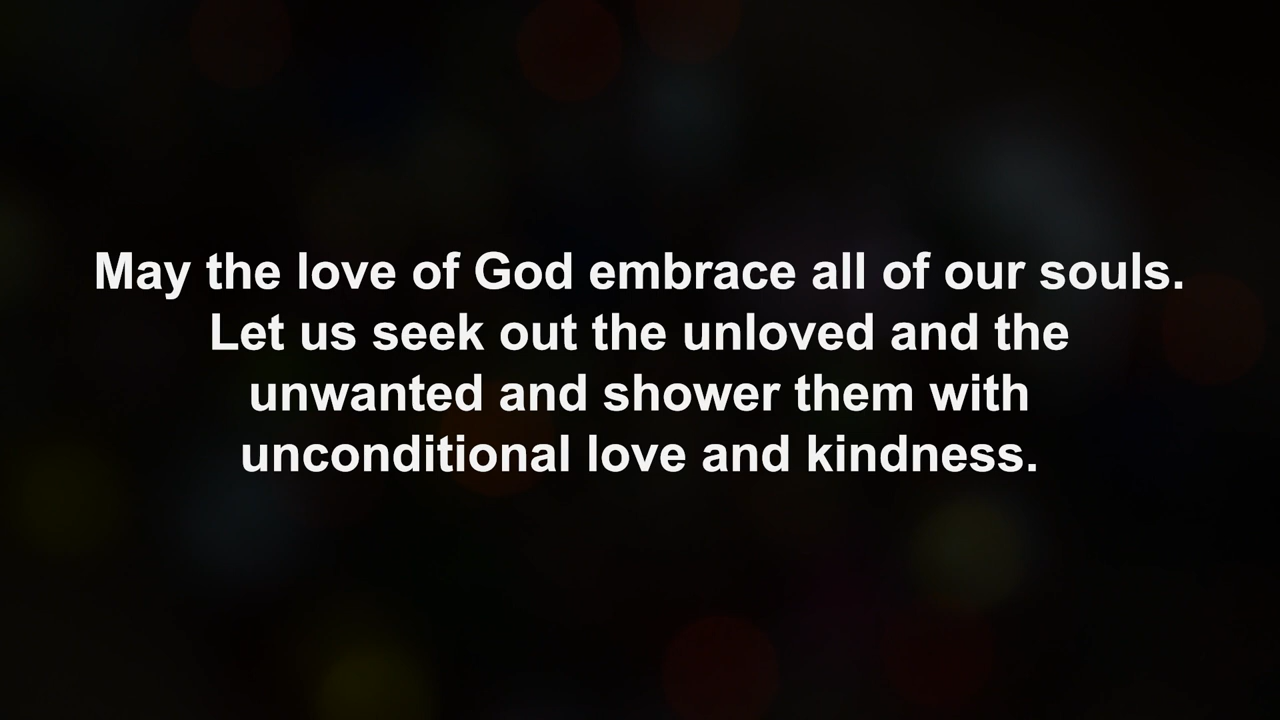 May the love of God embrace all of our souls.
Let us seek out the unloved and the
unwanted and shower them with
unconditional love and kindness.